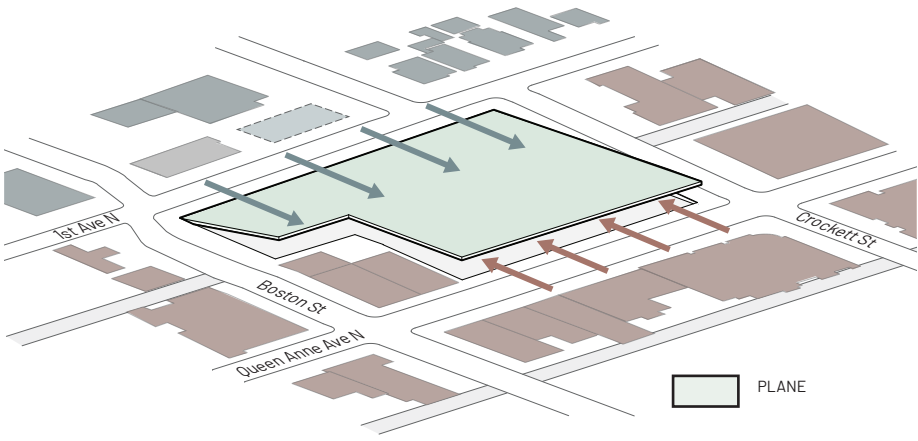 1st Ave N
Crockett St
Boston St
Queen Anne Ave N
PLANE